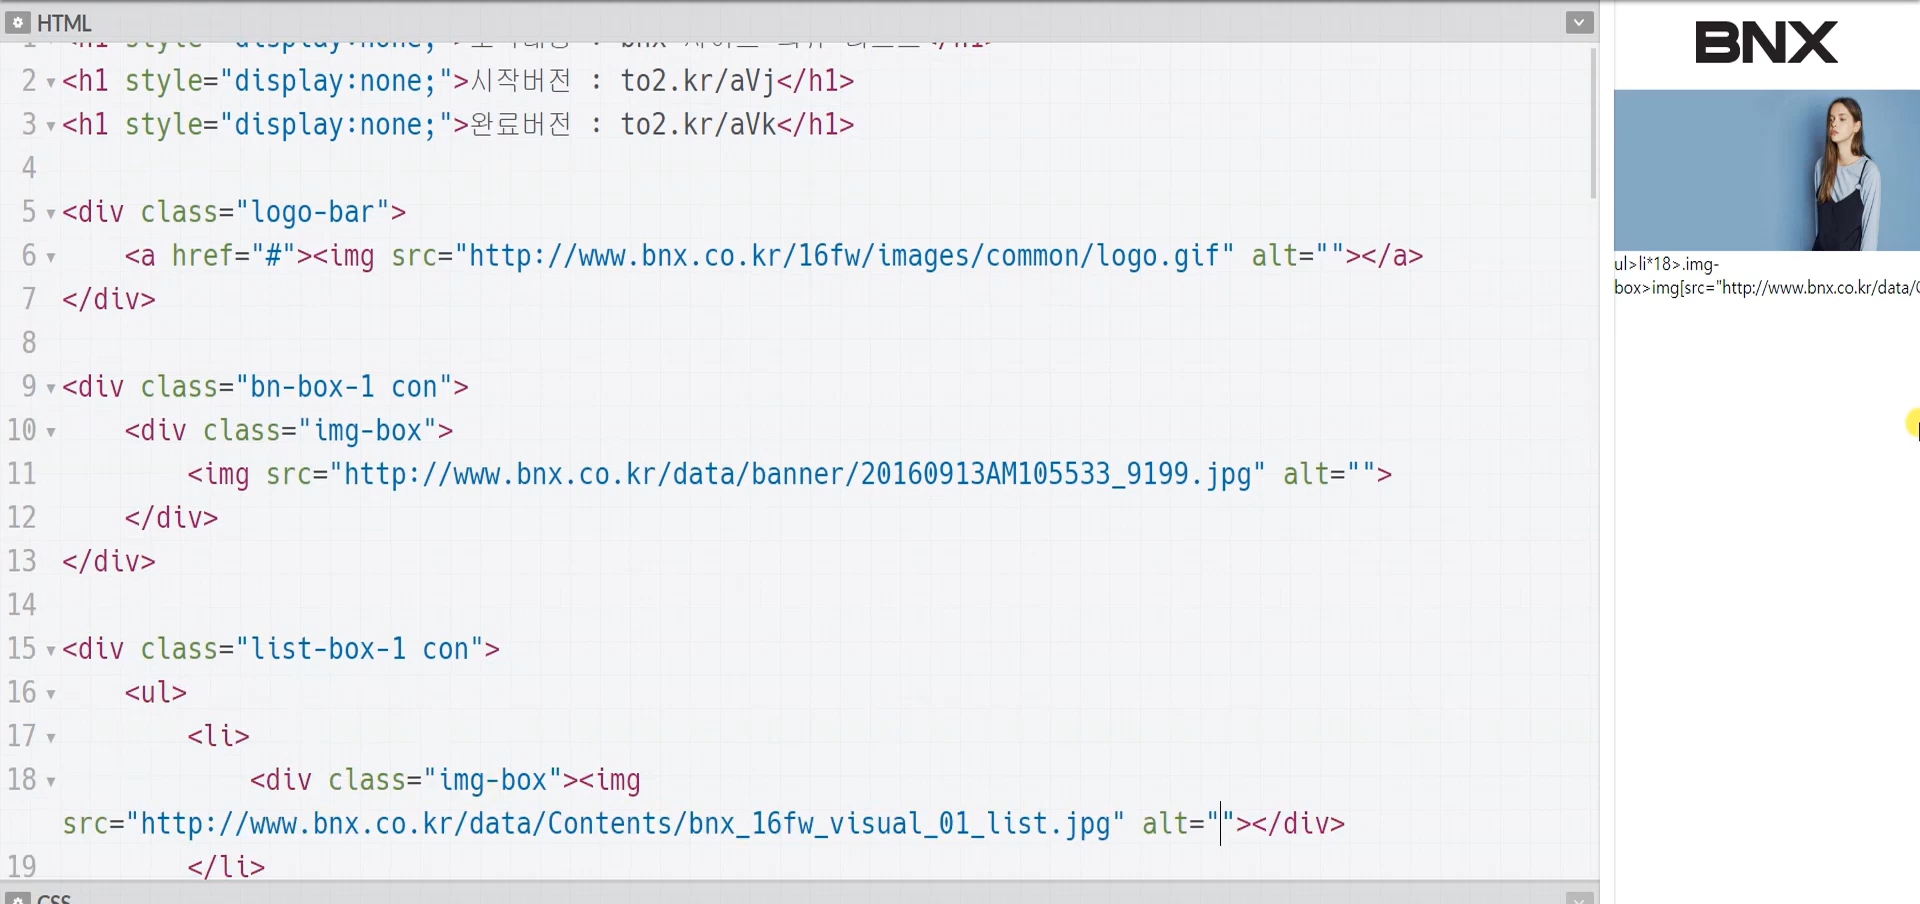 HTML
2 <h1 style="display:none;">시작버전 : to2.kr/aVj</h1>
3 <h1 style="display:none;">완료버전 : to2.kr/aVk</h1>
4
5 <div class="logo-bar">
6 <a href="#"><img src="http://www.bnx.co.kr/16fw/images/common/logo.gif" alt=""></a>
7 </div>
8
9 <div class="bn-box-1 con">
10 <div class="img-box">
11 <img src="http://www.bnx.co.kr/data/banner/20160913AM105533_9199.jpg" alt="">
12 </div>
13 </div>
14
15 <div class="list-box-1 con">
16 <ul>
17 <li>
18 <div class="img-box"><img
src="http://www.bnx.co.kr/data/Contents/bnx_16fw_visual_01_list.jpg" alt=""></div>
19 </li>
CSS
BNX
ul>li*18>.img-
box>img[src="http://www.bnx.co.kr/data/